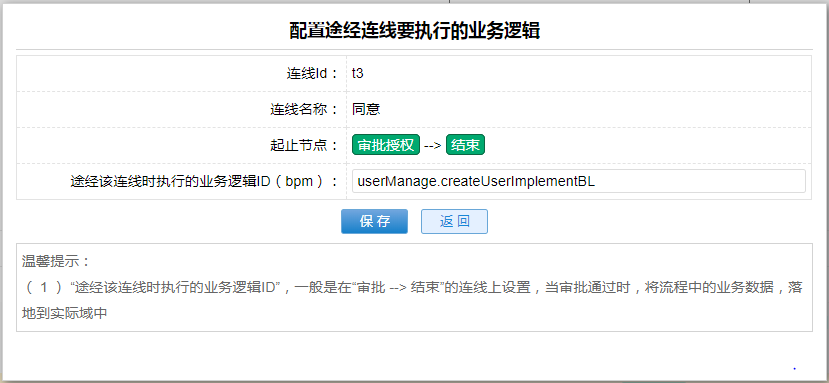 配置途经连线要执行的业务逻辑
连线Id： t3
连线名称： 同意
起止节点： 审批授权 --> 结束
途经该连线时执行的业务逻辑ID（bpm）： userManage.createUserImplementBL
保 存 返 回
温馨提示：
（ 1 ）“途经该连线时执行的业务逻辑ID”，一般是在“审批 --> 结束”的连线上设置，当审批通过时，将流程中的业务数据，落
地到实际域中